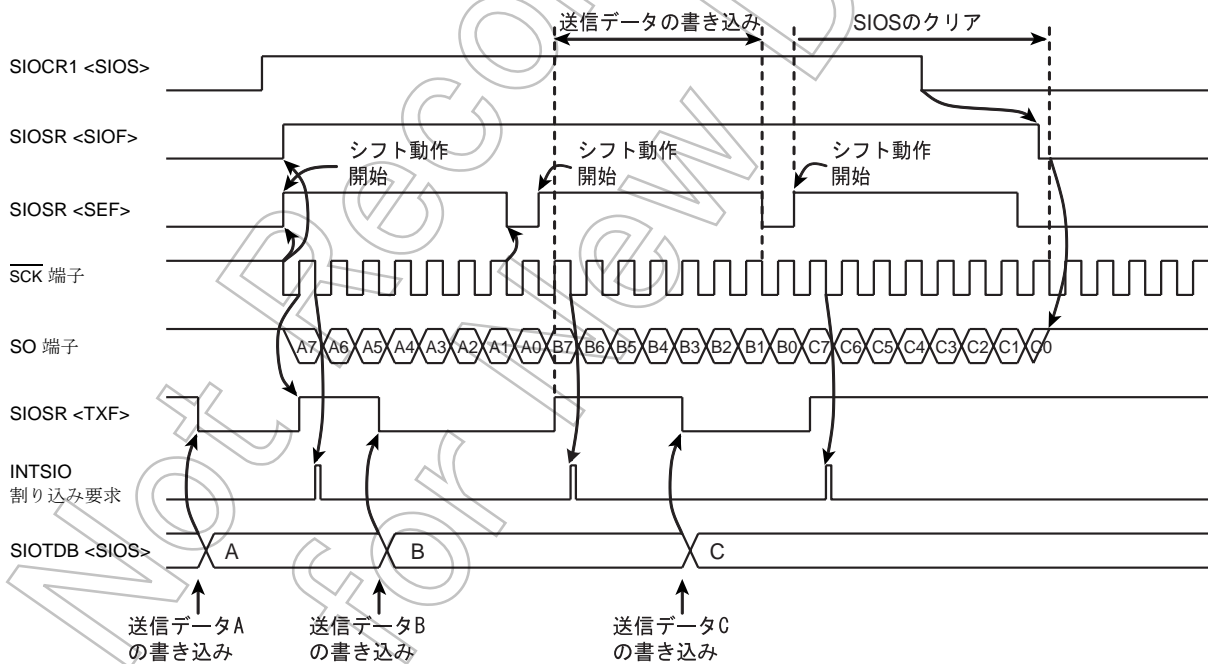 送信データの書き込み
SIOSのクリア
SIOCR1 <SIOS>
SIOSR <SIOF>
シフト動作
開始
シフト動作
開始
シフト動作
開始
SIOSR <SEF>
SCK 端子
SO 端子
A7 A6 A5 A4 A3 A2 A1 A0 B7 B6 B5 B4 B3 B2 B1 B0 C7 C6 C5 C4 C3 C2 C1 C0
SIOSR <TXF>
INTSIO
割り込み要求
SIOTDB <SIOS>
A
B
C
送信データA
の書き込み
送信データB
の書き込み
送信データC
の書き込み
Not Recom
for New D